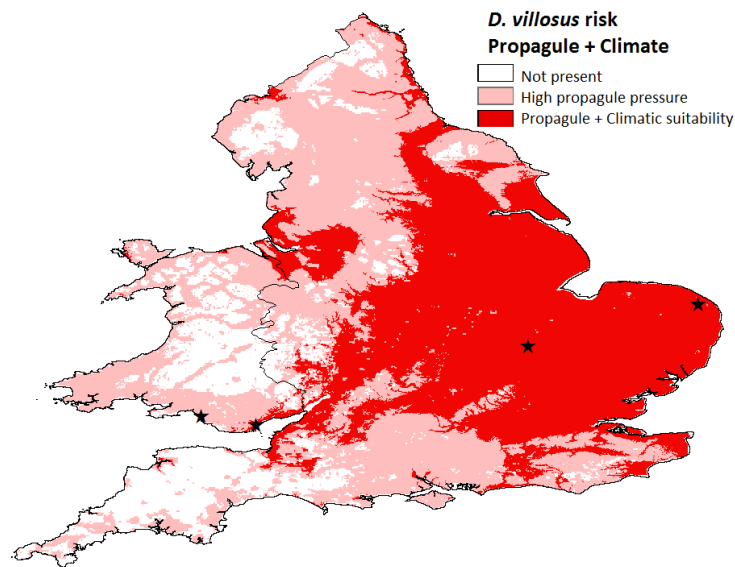 D. villosus risk
Propagule + Climate
Not present
High propagule pressure
Propagule + Climatic suitability